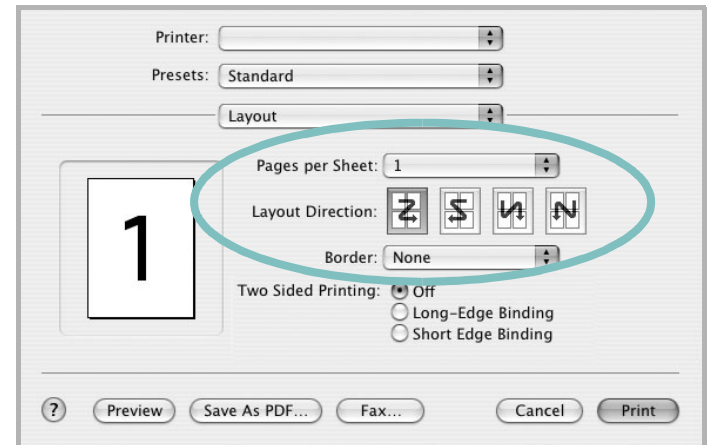 Printer:
Presets: Standard
Layout
Pages per Sheet: 1
Layout Direction:
1
Border: None
Two Sided Printing: Off
Long-Edge Binding
Short Edge Binding
? Preview Save As PDF... Fax... Cancel Print